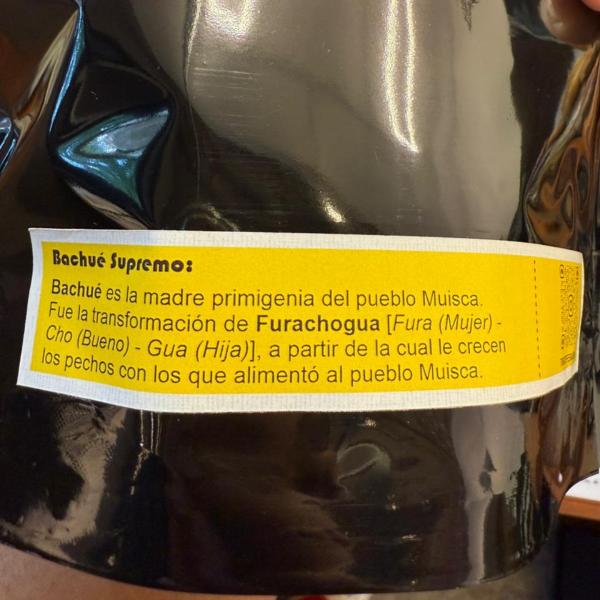 Bachué Supremo:
Bachué es la madre primigenia del pueblo Muisca.
Fue la transformación de Furachogua [Fura (Mujer) -
Cho (Bueno) - Gua (Hija)], a partir de la cual le crecen
los pechos con los que alimentó al pueblo Muisca.